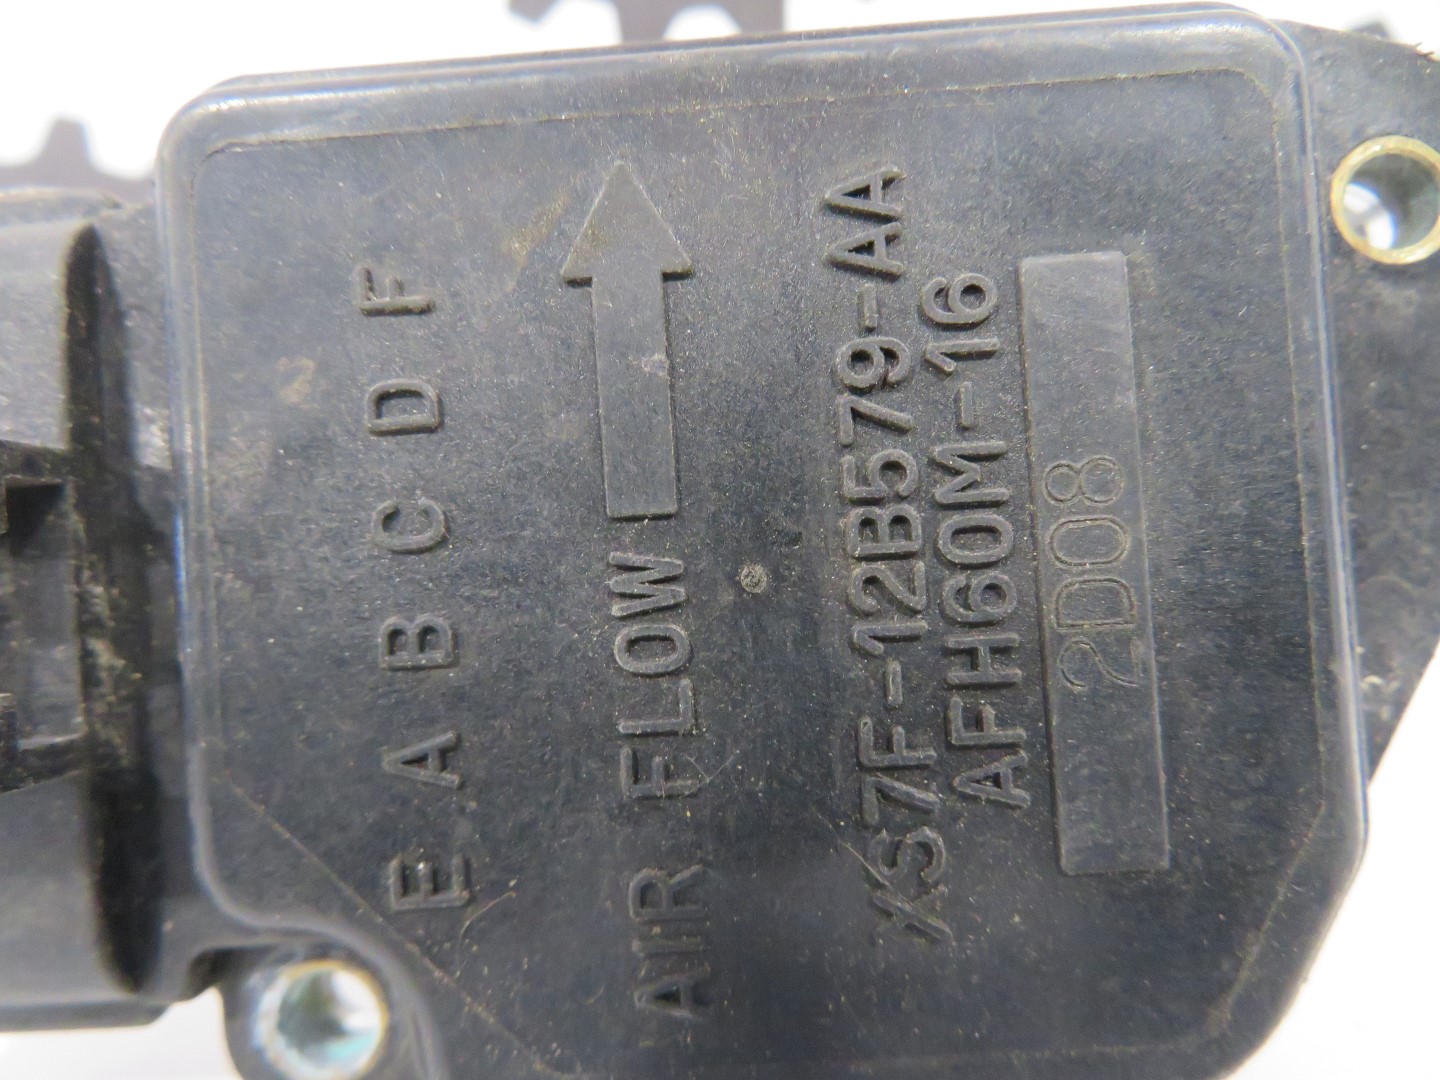 E A B C D F
AIR FLOW
XS7F-12B579-AA
AFH60M-16
2D08